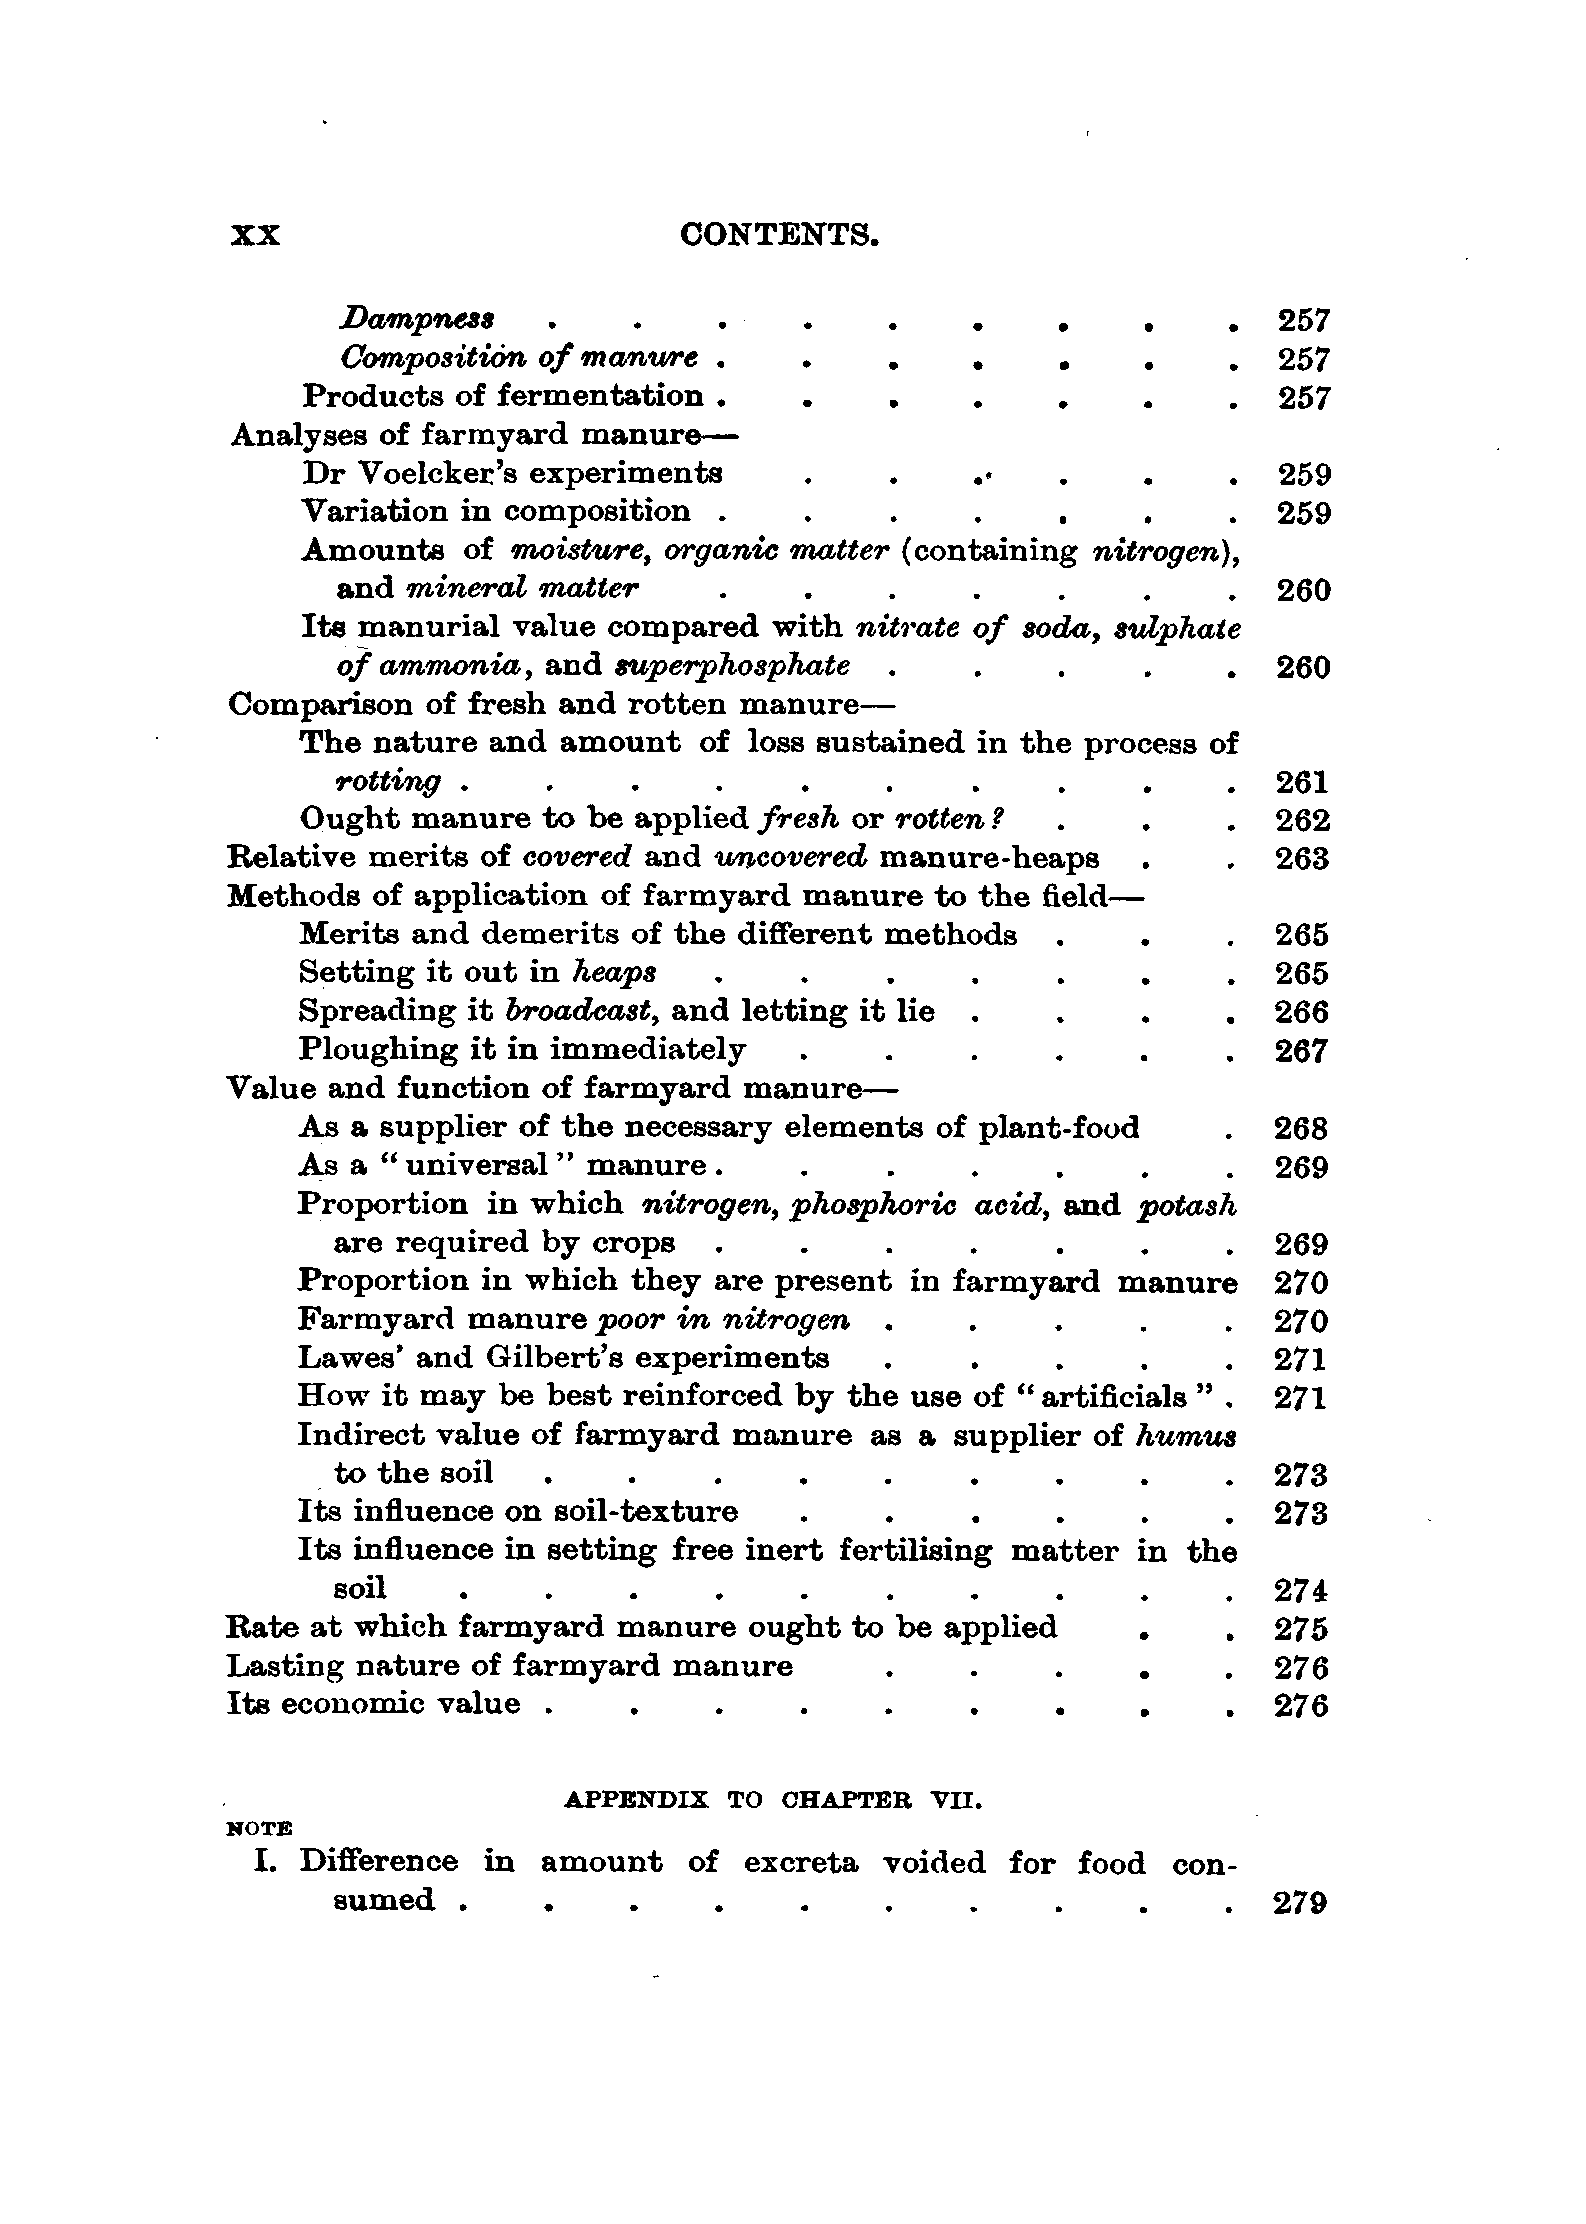 xx CONTENTS.
Dampness . . . . . . . . . 257
Composition of manure . . . . . . . 257
Products of fermentation . . . . . . . 257
Analyses of farmyard manure—
Dr Voelcker's experiments . . . . . . 259
Variation in composition . . . . . . . 259
Amounts of moisture, organic matter (containing nitrogen),
and mineral matter . . . . . . . 260
Its manurial value compared with nitrate of soda, sulphate
of ammonia, and superphosphate . . . . . 260
Comparison of fresh and rotten manure—
The nature and amount of loss sustained in the process of
rotting . . . . . . . . . . 261
Ought manure to be applied fresh or rotten? . . . 262
Relative merits of covered and uncovered manure-heaps . . 263
Methods of application of farmyard manure to the field—
Merits and demerits of the different methods . . . 265
Setting it out in heaps . . . . . . . 265
Spreading it broadcast, and letting it lie . . . . 266
Ploughing it in immediately . . . . . . 267
Value and function of farmyard manure—
As a supplier of the necessary elements of plant-food . 268
As a "universal" manure . . . . . . . 269
Proportion in which nitrogen, phosphoric acid, and potash
are required by crops . . . . . . . 269
Proportion in which they are present in farmyard manure 270
Farmyard manure poor in nitrogen . . . . . 270
Lawes' and Gilbert's experiments . . . . . 271
How it may be best reinforced by the use of "artificials" . 271
Indirect value of farmyard manure as a supplier of humus
to the soil . . . . . . . . . 273
Its influence on soil-texture . . . . . . 273
Its influence in setting free inert fertilising matter in the
soil . . . . . . . . . . 274
Rate at which farmyard manure ought to be applied . . 275
Lasting nature of farmyard manure . . . . . 276
Its economic value . . . . . . . . . 276
APPENDIX TO CHAPTER VII.
NOTE
I. Difference in amount of excreta voided for food con-
sumed . . . . . . . . . . 279